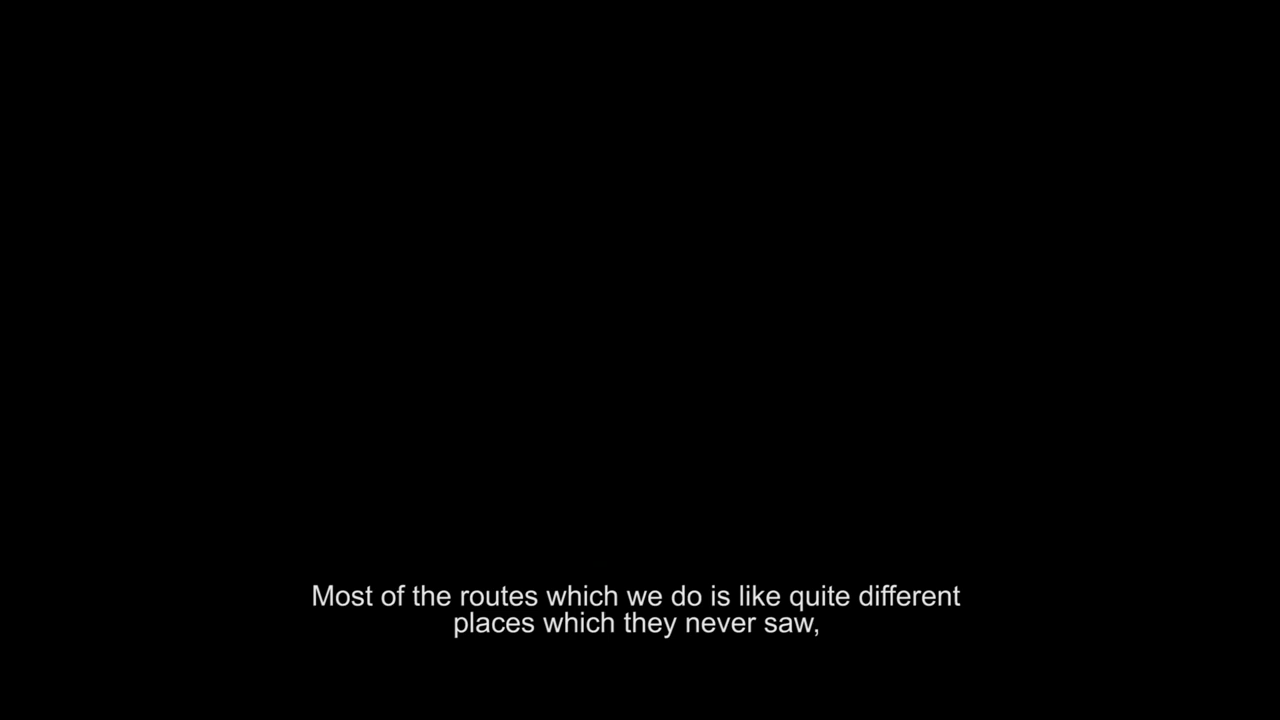 Most of the routes which we do is like quite different
places which they never saw,